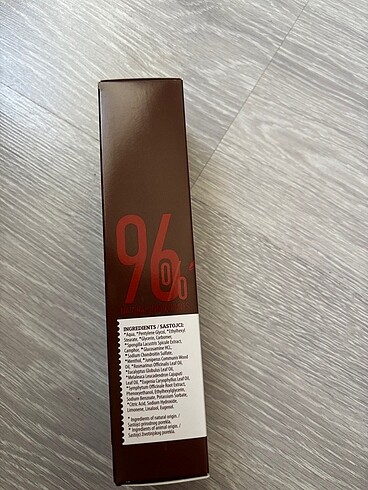 96%
INGREDIENTS / SASTOJCI:
*Aqua, *Pentylene Glycol, *Ethylhexyl
Stearate, *Glycerin, Carbomer,
*Spongilla Lacustris Spicule Extract,
Camphor, *Glucosamine HCL,
*Sodium Chondroitin Sulfate,
*Menthol, *Juniperus Communis Wood
Oil, *Rosmarinus Officinalis Leaf Oil,
*Eucalyptus Globulus Leaf Oil,
*Melaleuca Leucadendron Cajaputi
Leaf Oil, *Eugenia Caryophyllus Leaf Oil,
*Symphytum Officinale Root Extract,
Phenoxyethanol, Ethylhexylglycerin,
Sodium Benzoate, Potassium Sorbate,
*Citric Acid, Sodium Hydroxide,
Limonene, Linalool, Eugenol.
* Ingredients of natural origin. /
Sastojci prirodnog porekla.
* Ingredients of animal origin. /
Sastojci životinjskog porekla.